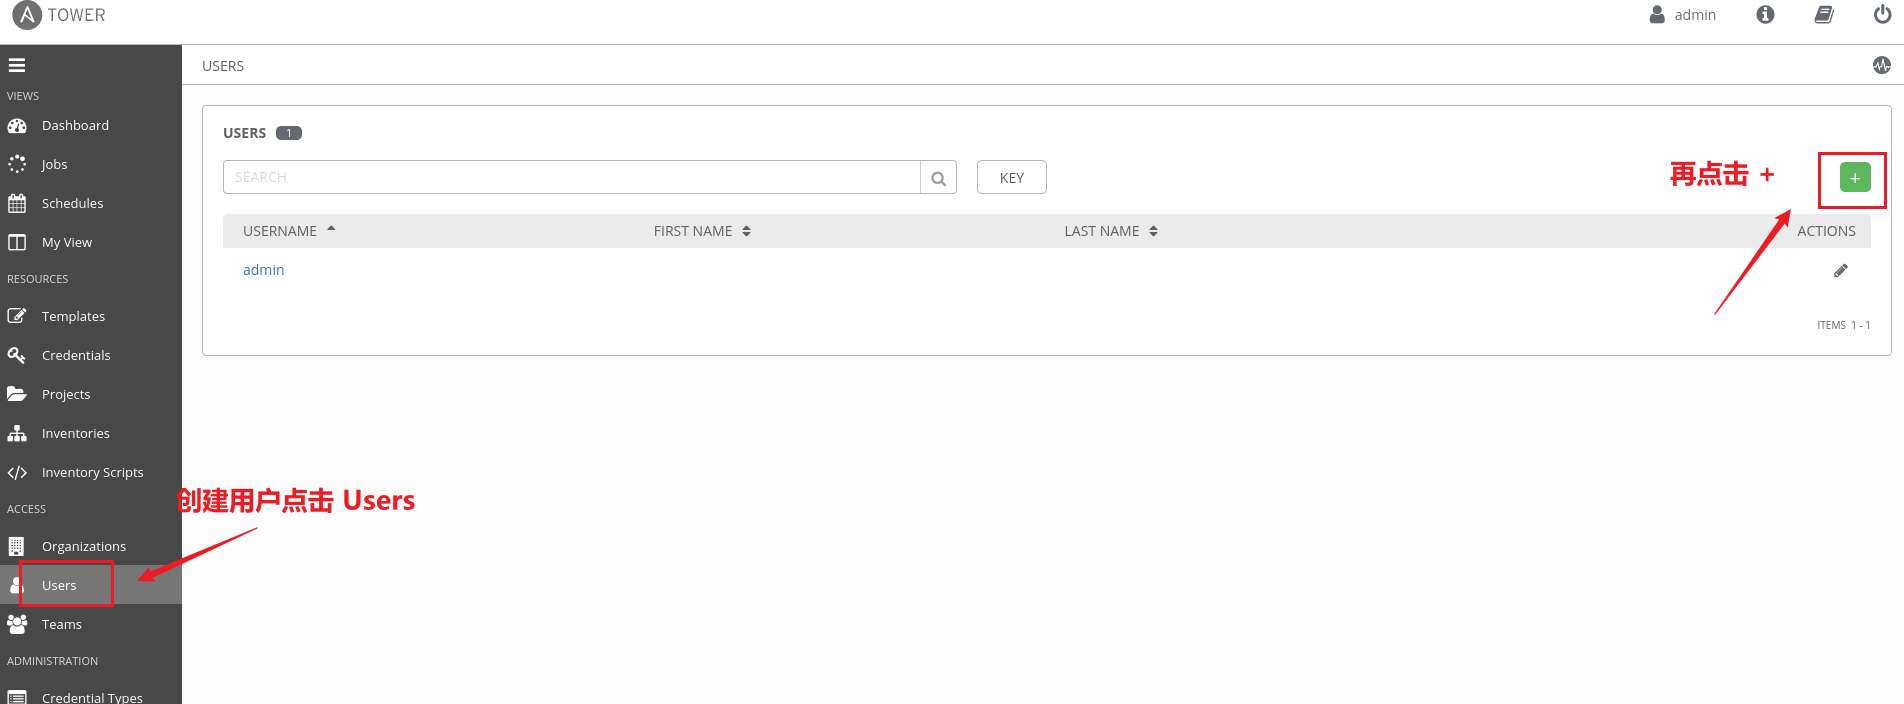 TOWER
admin
USERS
VIEWS
Dashboard
Jobs
Schedules
My View
RESOURCES
Templates
Credentials
Projects
Inventories
Inventory Scripts
ACCESS
Organizations
Users
Teams
ADMINISTRATION
Credential Types
USERS 1
SEARCH
KEY
再点击 +
+
USERNAME FIRST NAME LAST NAME ACTIONS
admin
ITEMS 1 - 1
创建用户点击 Users